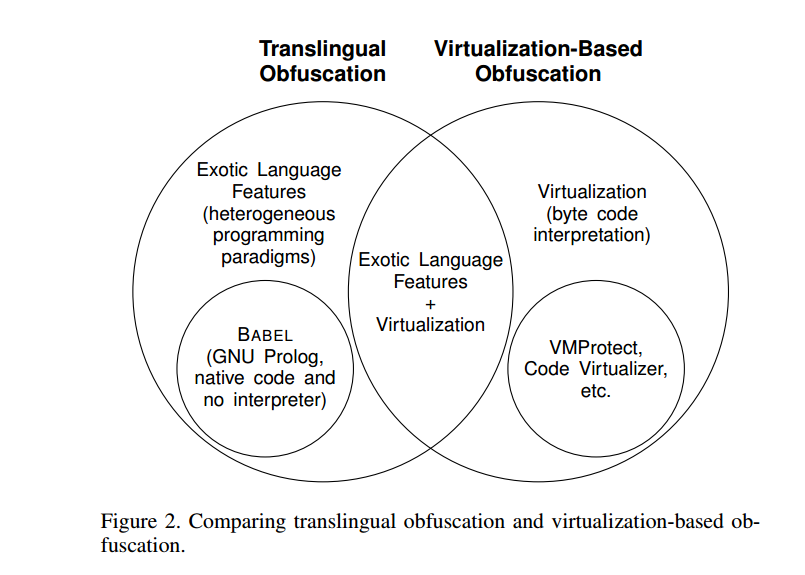 Translingual
Obfuscation
Virtualization-Based
Obfuscation
Exotic Language
Features
(heterogeneous
programming
paradigms)
Virtualization
(byte code
interpretation)
Exotic Language
Features
+
Virtualization
BABEL
(GNU Prolog,
native code and
no interpreter)
VMProtect,
Code Virtualizer,
etc.
Figure 2. Comparing translingual obfuscation and virtualization-based ob-
fuscation.